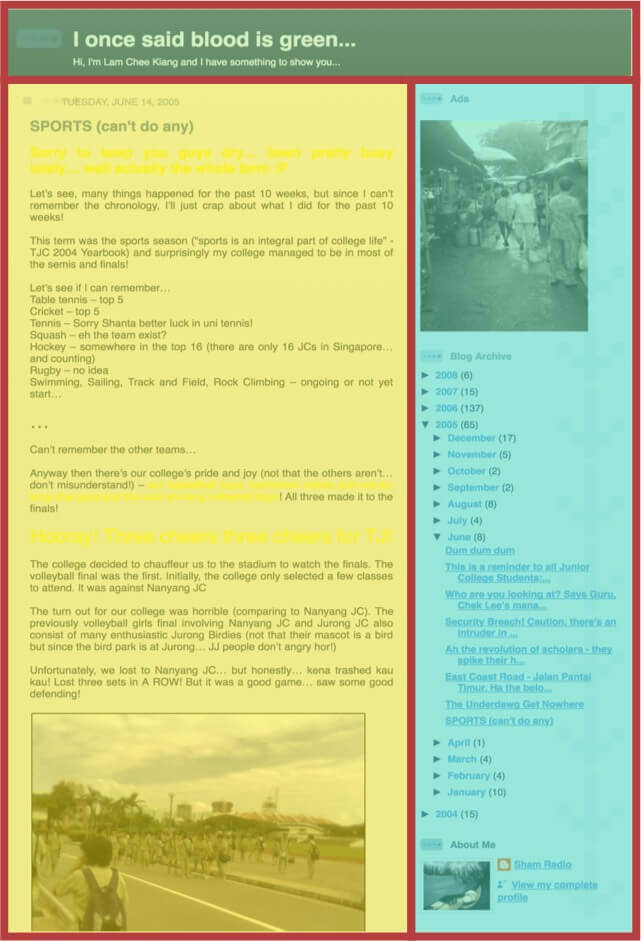 I once said blood is green...
Hi, I'm Lam Chee Kiang and I have something to show you...
TUESDAY, JUNE 14, 2005
SPORTS (can't do any)
Sorry to keep you guys dry... been pretty busy
lately... well actually the whole term :P
Let's see, many things happened for the past 10 weeks, but since I can't
remember the chronology, I'll just crap about what I did for the past 10
weeks!
This term was the sports season ("sports is an integral part of college life" -
TJC 2004 Yearbook) and surprisingly my college managed to be in most of
the semis and finals!
Let's see if I can remember…
Table tennis – top 5
Cricket – top 5
Tennis – Sorry Shanta better luck in uni tennis!
Squash – eh the team exist?
Hockey – somewhere in the top 16 (there are only 16 JCs in Singapore…
and counting)
Rugby – no idea
Swimming, Sailing, Track and Field, Rock Climbing – ongoing or not yet
start…
...
Can't remember the other teams…
Anyway then there's our college's pride and joy (not that the others aren't…
don't misunderstand!) –
! All three made it to the
finals!
Hooray! Three cheers three cheers for TJ!
The college decided to chauffeur us to the stadium to watch the finals. The
volleyball final was the first. Initially, the college only selected a few classes
to attend. It was against Nanyang JC
The turn out for our college was horrible (comparing to Nanyang JC). The
previously volleyball girls final involving Nanyang JC and Jurong JC also
consist of many enthusiastic Jurong Birdies (not that their mascot is a bird
but since the bird park is at Jurong… JJ people don't angry hor!)
Unfortunately, we lost to Nanyang JC… but honestly… kena trashed kau
kau! Lost three sets in A ROW! But it was a good game… saw some good
defending!
Ads
Blog Archive
► 2008 (6)
► 2007 (15)
► 2006 (137)
▼ 2005 (65)
► December (17)
► November (5)
► October (2)
► September (2)
► August (8)
► July (4)
▼ June (8)
Dum dum dum
This is a reminder to all Junior
College Students:...
Who are you looking at? Says Guru,
Chek Lee's mana...
Security Breach! Caution, there's an
intruder in ...
Ah the revolution of scholars - they
spike their h...
East Coast Road - Jalan Pantai
Timur. Ha the belo...
The Underdawg Get Nowhere
SPORTS (can't do any)
► April (1)
► March (4)
► February (4)
► January (10)
► 2004 (15)
About Me
Sham Radio
View my complete
profile